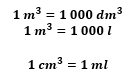 1 m³ = 1 000 dm³
1 m³ = 1 000 l
1 cm³ = 1 ml